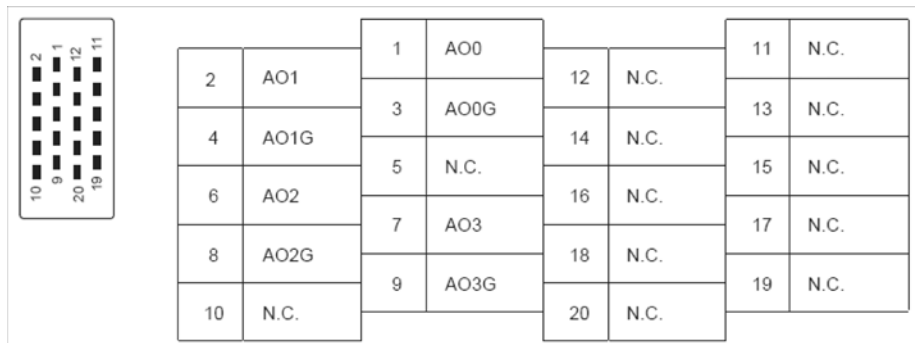 2 1 12 11
10 9 20 19
1 AO0
2 AO1
3 AO0G
4 AO1G
5 N.C.
6 AO2
7 AO3
8 AO2G
9 AO3G
10 N.C.
11 N.C.
12 N.C.
13 N.C.
14 N.C.
15 N.C.
16 N.C.
17 N.C.
18 N.C.
19 N.C.
20 N.C.